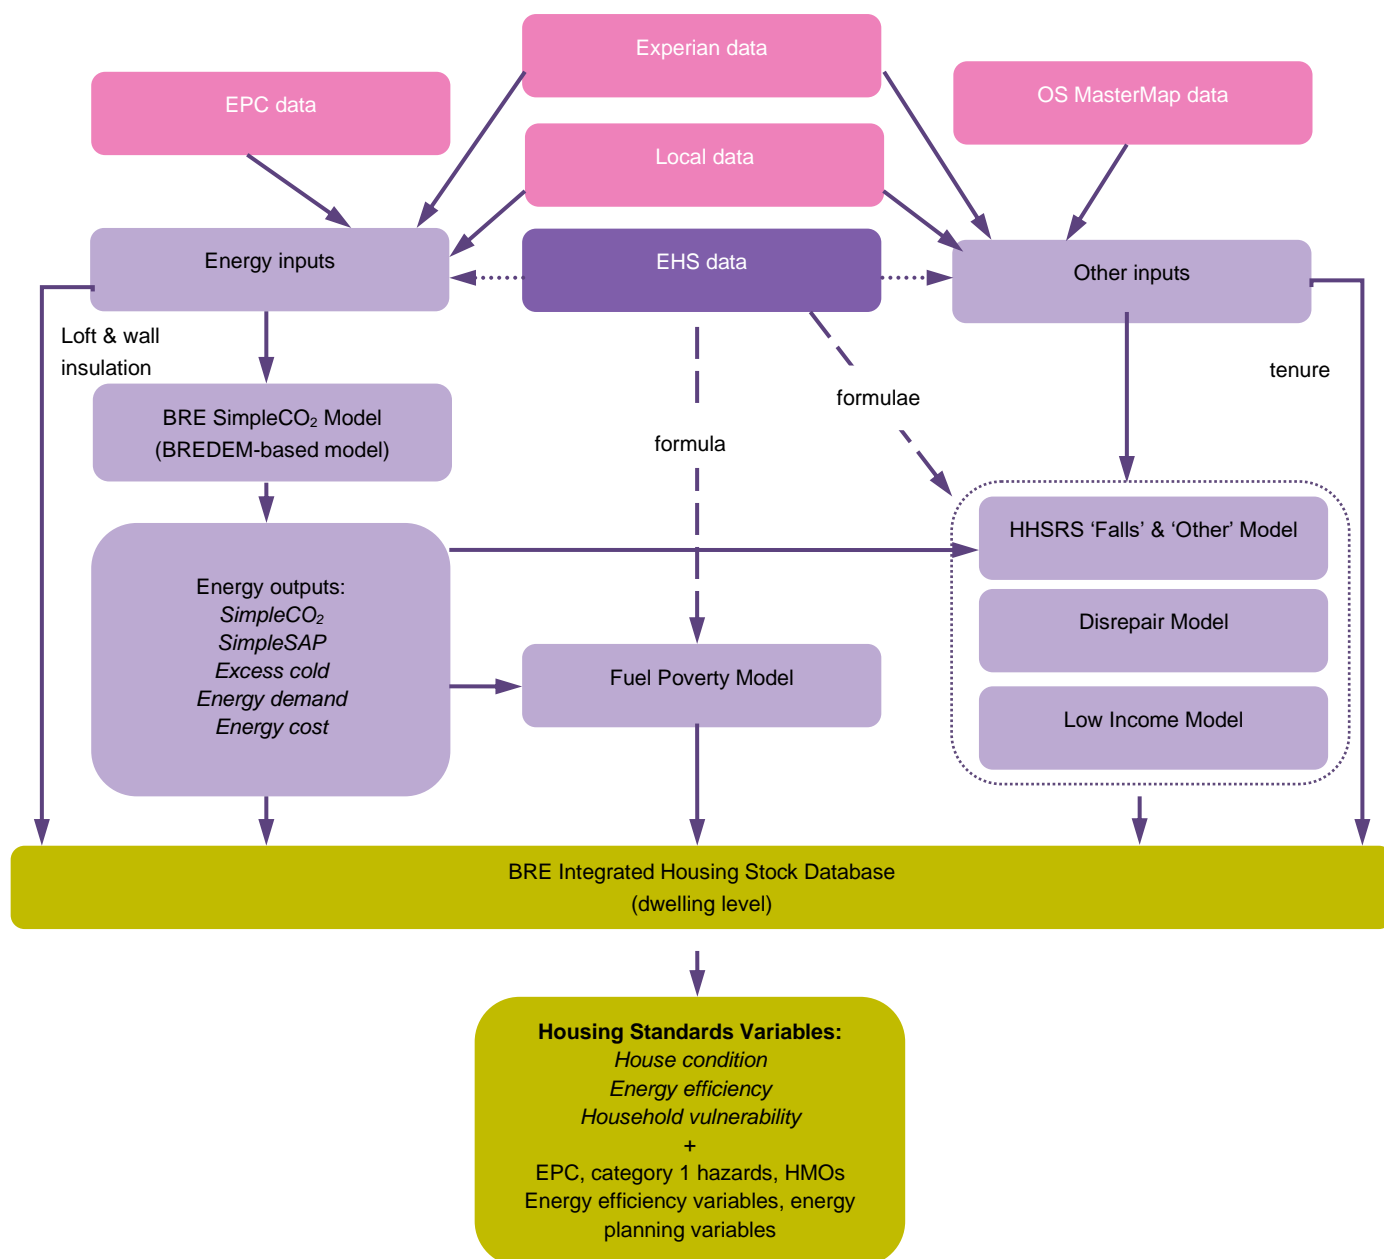 Experian data
EPC data
OS MasterMap data
Local data
Energy inputs
EHS data
Other inputs
Loft & wall
insulation
tenure
formulae
BRE SimpleCO₂ Model
(BREDEM-based model)
formula
HHSRS ‘Falls’ & ‘Other’ Model
Energy outputs:
SimpleCO₂
SimpleSAP
Excess cold
Energy demand
Energy cost
Disrepair Model
Fuel Poverty Model
Low Income Model
BRE Integrated Housing Stock Database
(dwelling level)
Housing Standards Variables:
House condition
Energy efficiency
Household vulnerability
+
EPC, category 1 hazards, HMOs
Energy efficiency variables, energy
planning variables